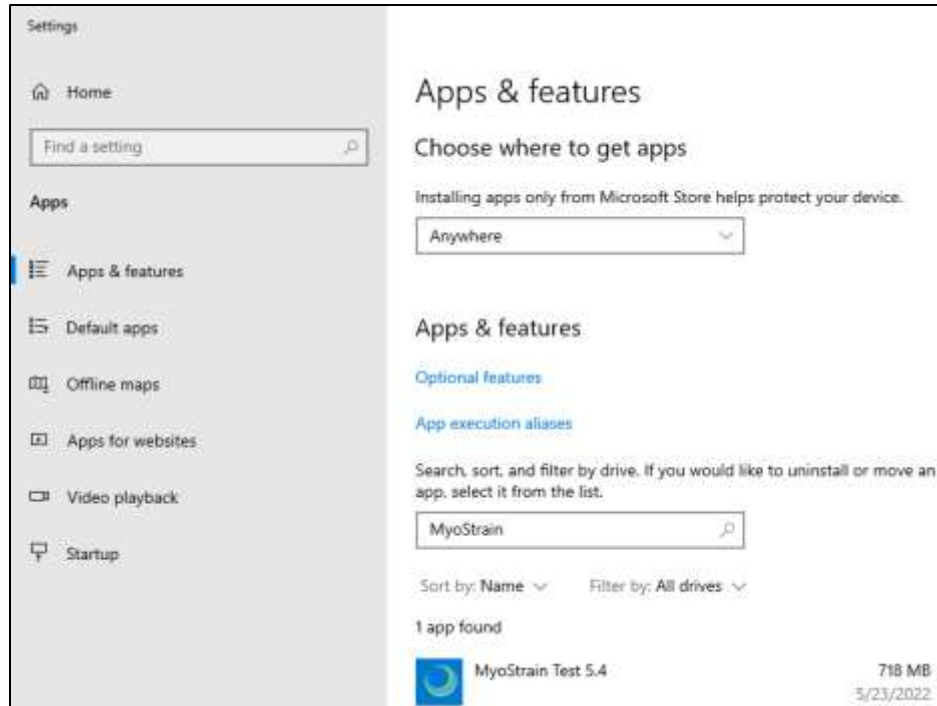 Settings
Home
Find a setting
Apps
Apps & features
Default apps
Offline maps
Apps for websites
Video playback
Startup
Apps & features
Choose where to get apps
Installing apps only from Microsoft Store helps protect your device.
Anywhere
Apps & features
Optional features
App execution aliases
Search, sort, and filter by drive. If you would like to uninstall or move an
app, select it from the list.
MyoStrain
Sort by: Name Filter by: All drives
1 app found
MyoStrain Test 5.4 718 MB
5/23/2022